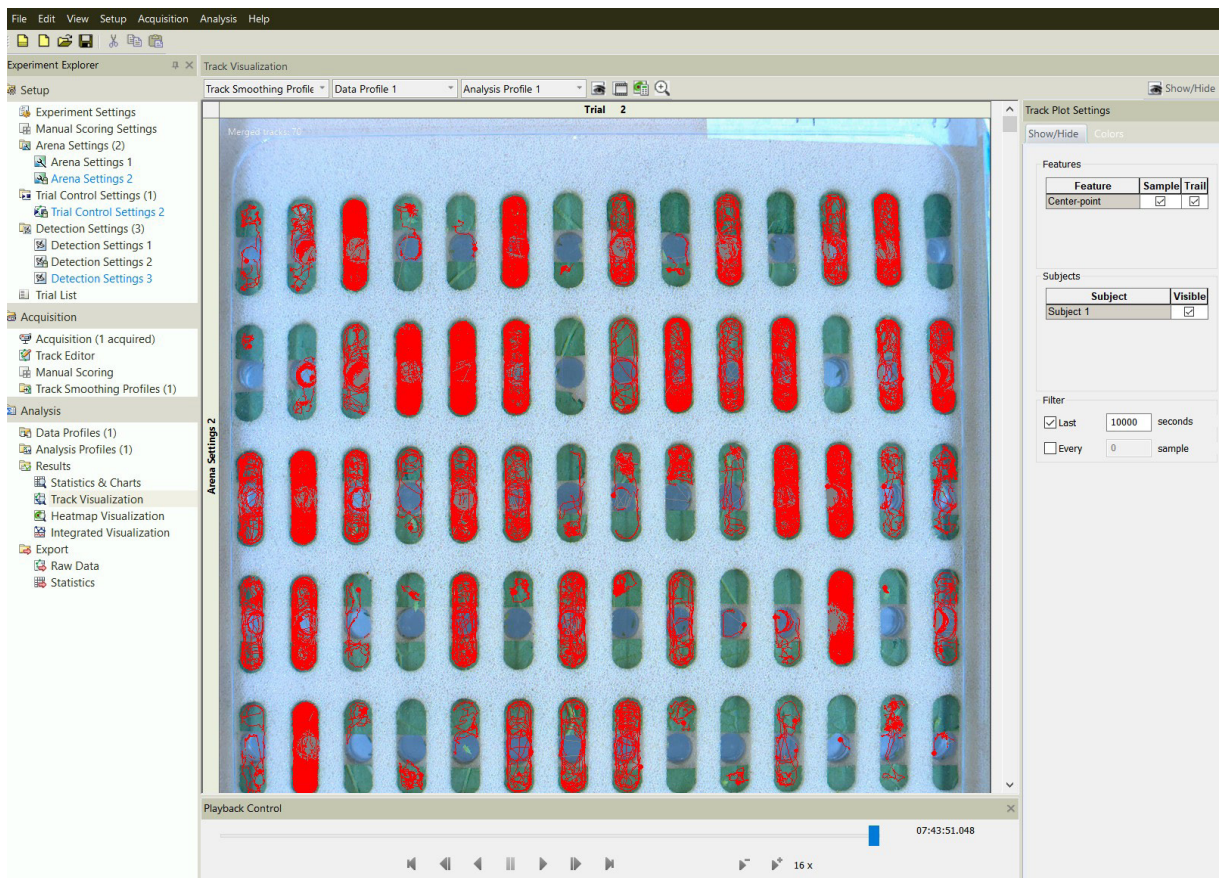 File Edit View Setup Acquisition Analysis Help
Experiment Explorer
Setup
Experiment Settings
Manual Scoring Settings
Arena Settings (2)
Arena Settings 1
Arena Settings 2
Trial Control Settings (1)
Trial Control Settings 2
Detection Settings (3)
Detection Settings 1
Detection Settings 2
Detection Settings 3
Trial List
Acquisition
Acquisition (1 acquired)
Track Editor
Manual Scoring
Track Smoothing Profiles (1)
Analysis
Data Profiles (1)
Analysis Profiles (1)
Results
Statistics & Charts
Track Visualization
Heatmap Visualization
Integrated Visualization
Export
Raw Data
Statistics
Track Visualization
Track Smoothing Profile Data Profile 1 Analysis Profile 1 Show/Hide
Trial 2
Merged tracks: 70
Arena Settings 2
Track Plot Settings
Show/Hide Colors
Features
Feature Sample Trail
Center-point
Subjects
Subject Visible
Subject 1
Filter
Last 10000 seconds
Every 0 sample
Playback Control
07:43:51.048
16 x